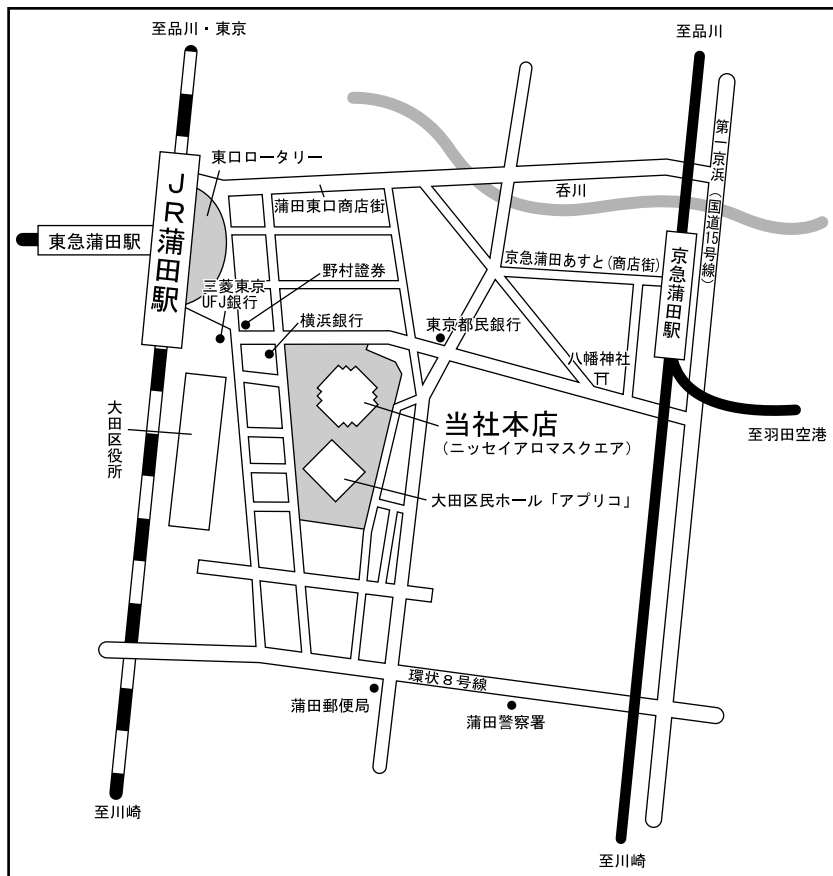 至品川・東京
至品川
東口ロータリー
第一京浜(国道15号線)
JR蒲田駅
蒲田東口商店街
呑川
東急蒲田駅
京急蒲田あすと(商店街)
京急蒲田駅
野村證券
三菱東京
UFJ銀行
横浜銀行
東京都民銀行
八幡神社
大田区役所
当社本店
(ニッセイアロマスクエア)
至羽田空港
大田区民ホール「アプリコ」
環状8号線
蒲田郵便局
蒲田警察署
至川崎
至川崎